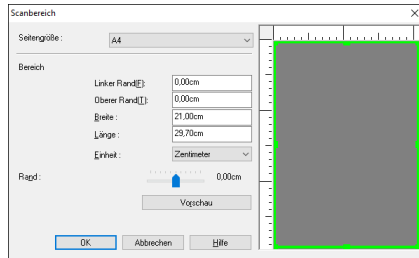 Scanbereich
Seitengröße :
A4
Bereich
Linker Rand(F):
0,00cm
Oberer Rand(T):
0,00cm
Breite :
21,00cm
Länge :
29,70cm
Einheit :
Zentimeter
Rand :
0,00cm
Vorschau
OK
Abbrechen
Hilfe